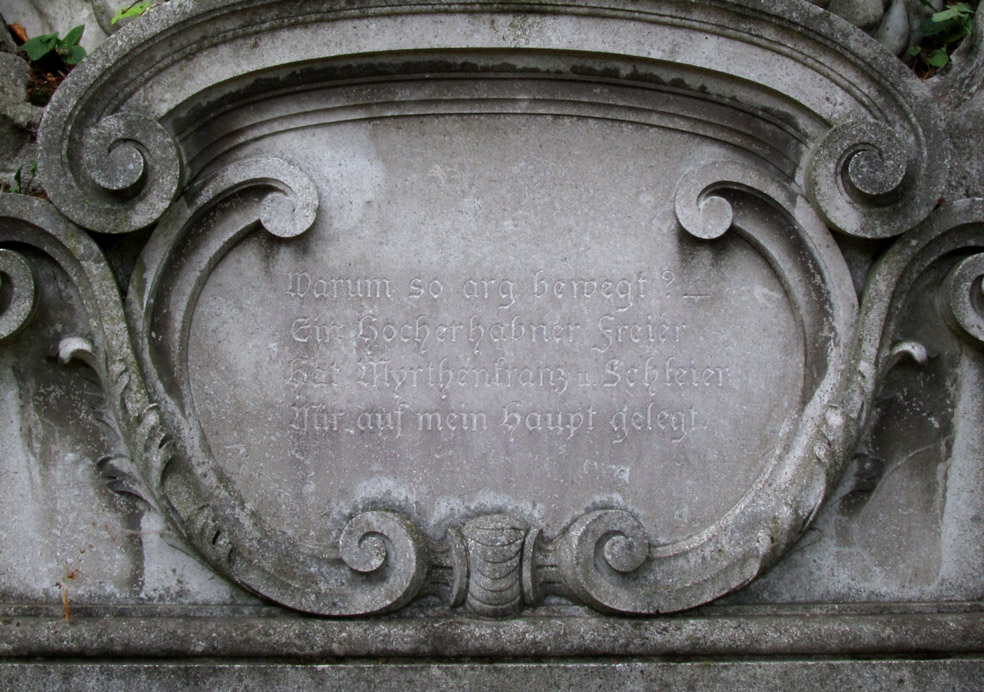 Warum so arg bewegt? –
Ein Hocherhabner Freier
Hat Myrthenkranz u. Schleier
Mir auf mein Haupt gelegt.